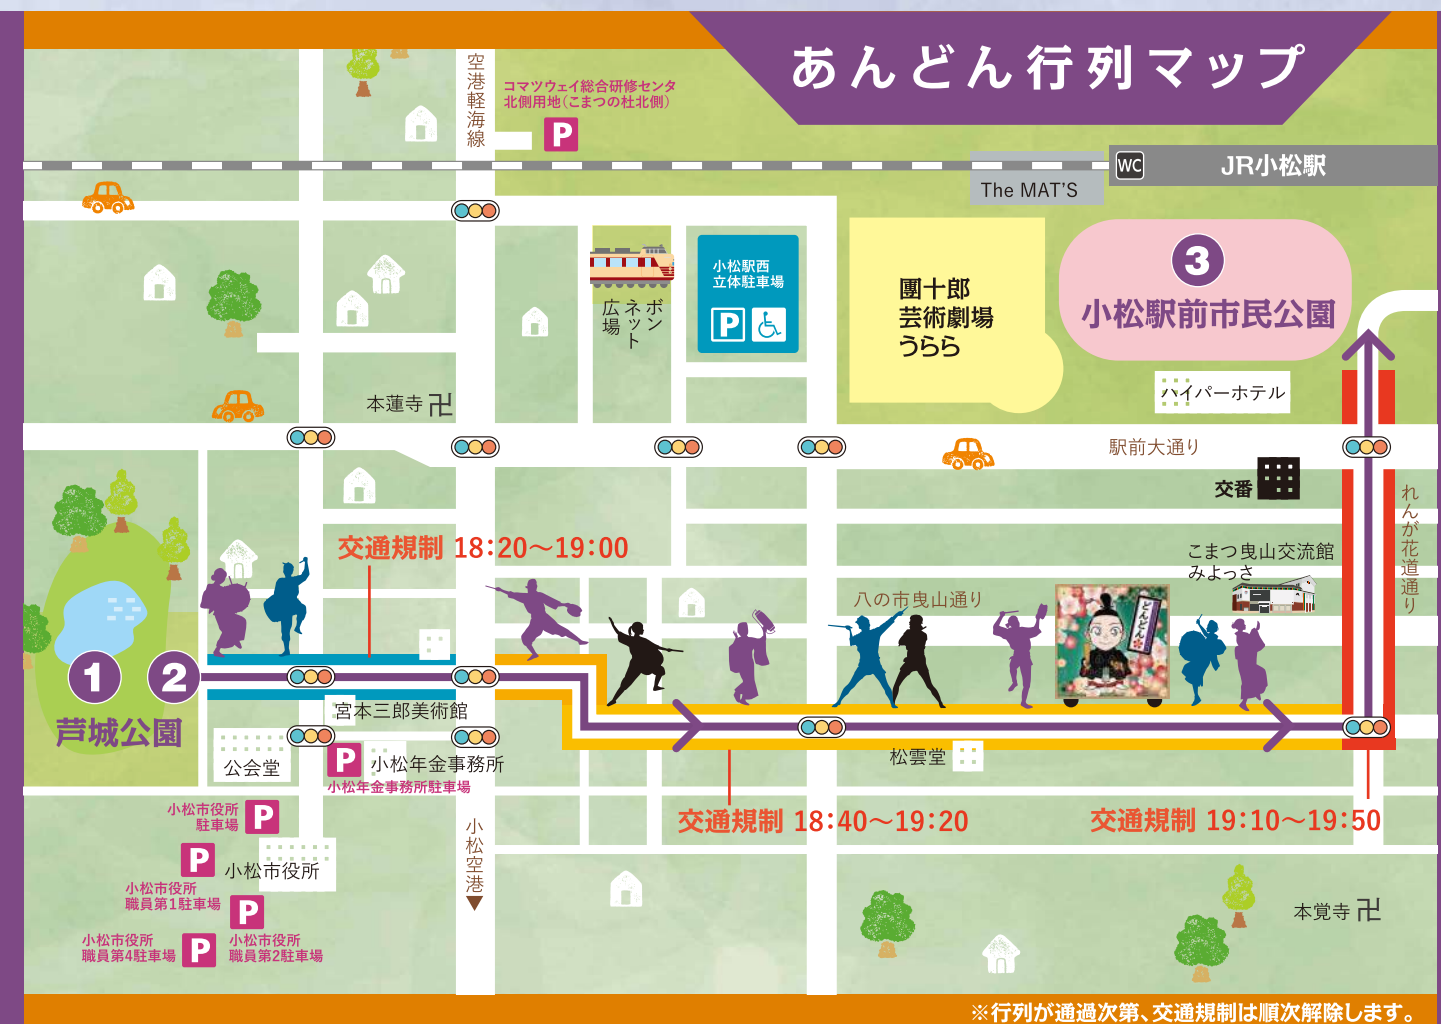 あんどん行列マップ
空港軽海線
コマツウェイ総合研修センタ
北側用地（こまつの杜北側）
P
WC
JR小松駅
The MAT'S
小松駅西
立体駐車場
P
ボン
ネット
広場
團十郎
芸術劇場
うらら
3
小松駅前市民公園
ハイパーホテル
本蓮寺卍
駅前大通り
交番
れんが花道通り
交通規制 18:20〜19:00
こまつ曳山交流館
みよっさ
八の市曳山通り
どんどん
1
2
芦城公園
宮本三郎美術館
公会堂
P
小松年金事務所
小松年金事務所駐車場
松雲堂
交通規制 18:40〜19:20
交通規制 19:10〜19:50
小松市役所
駐車場
P
P
小松市役所
小松市役所
職員第1駐車場
P
小松市役所
職員第4駐車場
P
小松市役所
職員第2駐車場
小松空港▼
本覚寺卍
※行列が通過次第、交通規制は順次解除します。